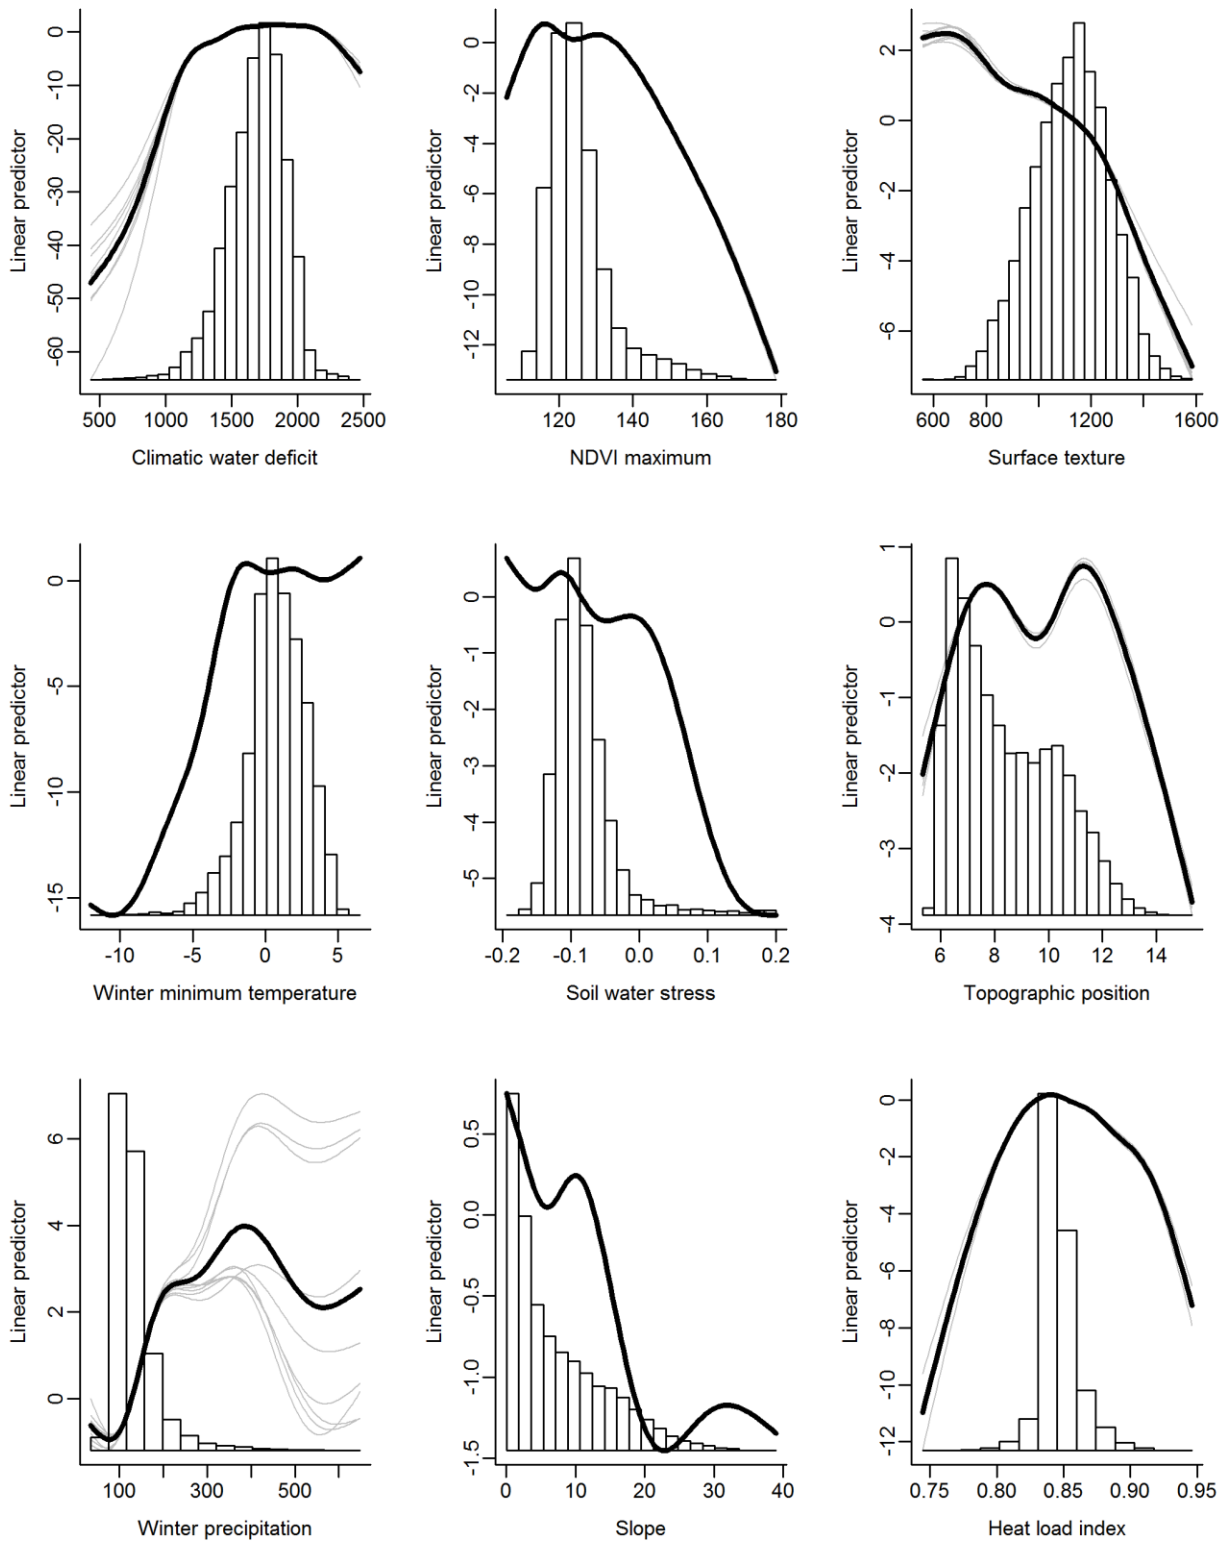 Linear predictor
0
-10
-20
-30
-40
-50
-60
500 1000 1500 2000 2500
Climatic water deficit
Linear predictor
0
-2
-4
-6
-8
-10
-12
120 140 160 180
NDVI maximum
Linear predictor
2
0
-2
-4
-6
600 800 1200 1600
Surface texture
Linear predictor
0
-5
-10
-15
-10 -5 0 5
Winter minimum temperature
Linear predictor
0
-1
-2
-3
-4
-5
-0.2 -0.1 0.0 0.1 0.2
Soil water stress
Linear predictor
1
0
-1
-2
-3
-4
6 8 10 12 14
Topographic position
Linear predictor
6
4
2
0
100 300 500
Winter precipitation
Linear predictor
0.5
0.0
-0.5
-1.0
-1.5
0 10 20 30 40
Slope
Linear predictor
0
-2
-4
-6
-8
-10
-12
0.75 0.80 0.85 0.90 0.95
Heat load index